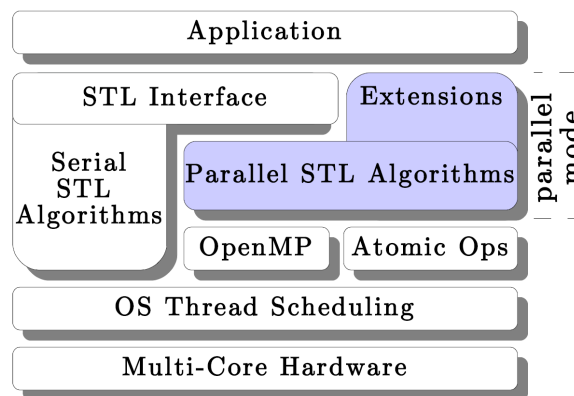 Application
STL Interface
Extensions
parallel
mode
Serial
STL
Algorithms
Parallel STL Algorithms
OpenMP
Atomic Ops
OS Thread Scheduling
Multi-Core Hardware